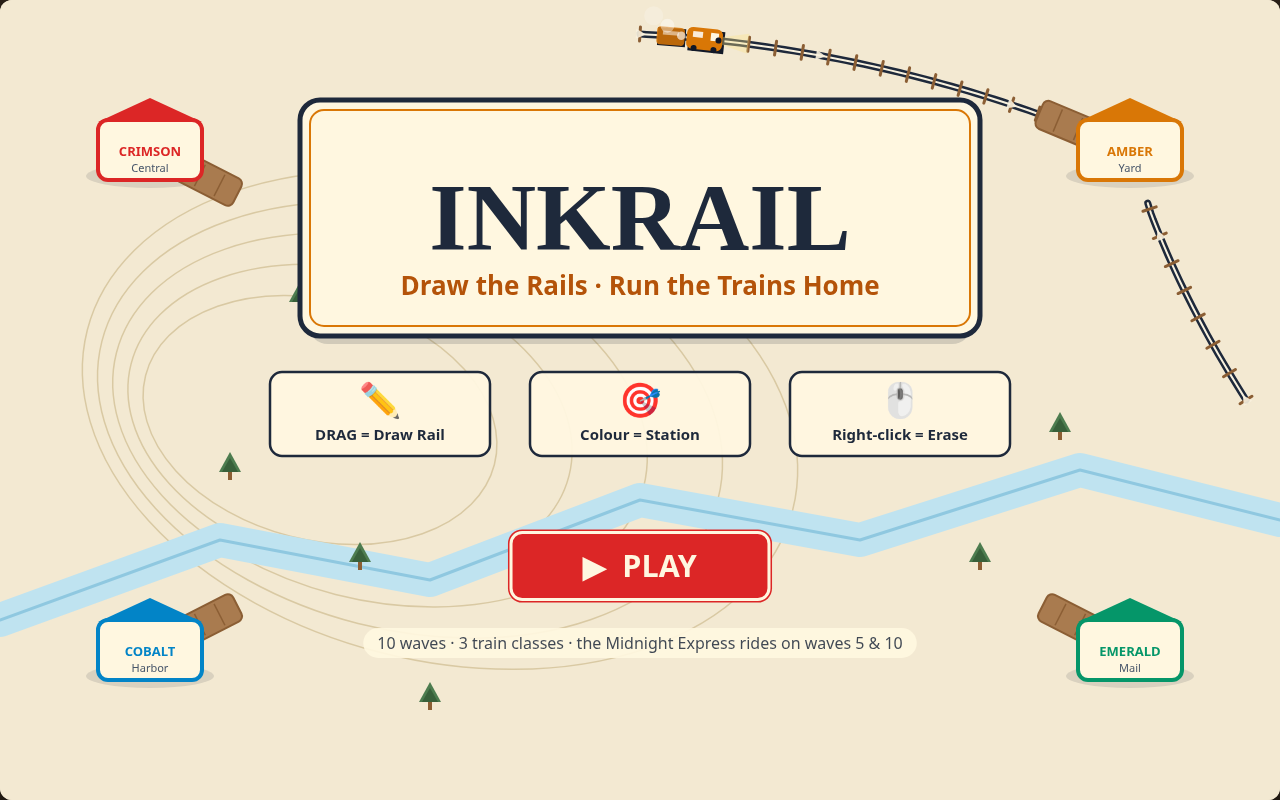 CRIMSON
Central
AMBER
Yard
INKRAIL
Draw the Rails · Run the Trains Home
DRAG = Draw Rail
Colour = Station
Right-click = Erase
▶ PLAY
10 waves · 3 train classes · the Midnight Express rides on waves 5 & 10
COBALT
Harbor
EMERALD
Mail